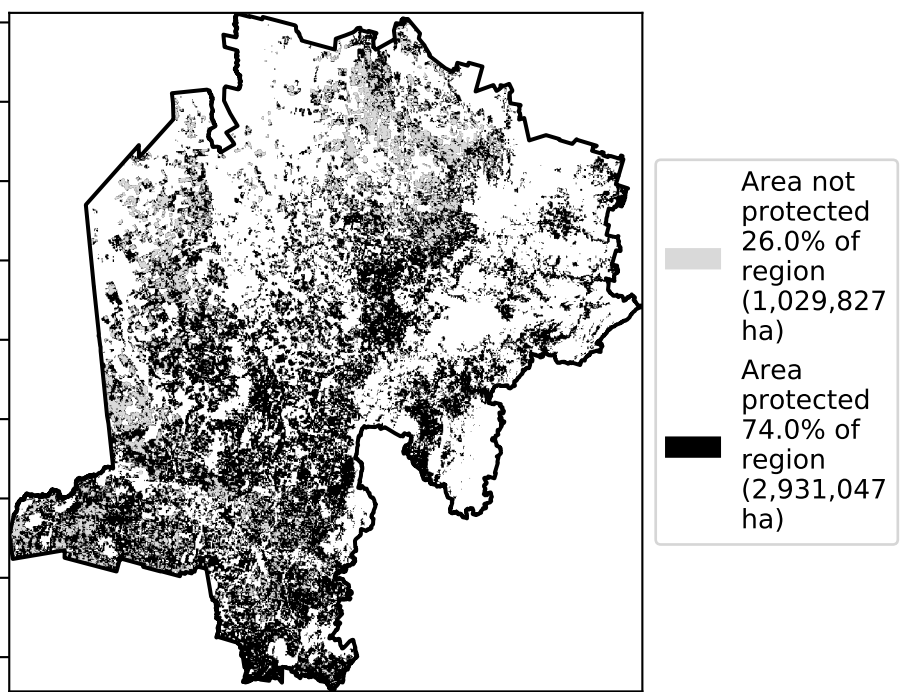 Area not
protected
26.0% of
region
(1,029,827
ha)
Area
protected
74.0% of
region
(2,931,047
ha)